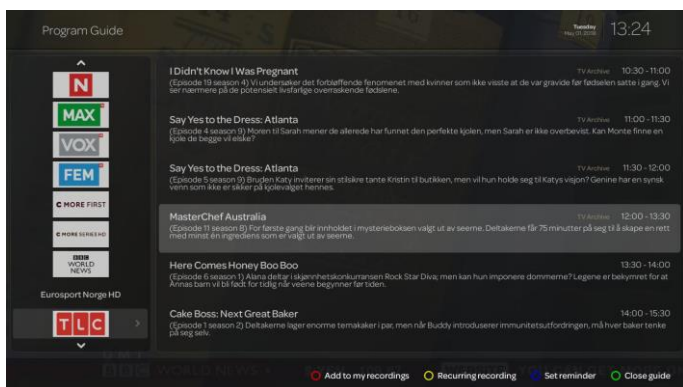 Program Guide
Tuesday
May 01, 2018
13.24
N
MAX
VOX
FEM
C MORE FIRST
C MORE SERIES HD
BBC
WORLD
NEWS
Eurosport Norge HD
TLC
I Didn't Know I Was Pregnant
TV Archive 10:30 - 11:00
(Episode 19 season 4) Vi undersøker det forbløffende fenomenet med kvinner som ikke visste at de var gravide før fødselen satte i gang. Vi
ser nærmere på de potensielt livsfarlige overraskende fødslene.
Say Yes to the Dress: Atlanta
TV Archive 11:00 - 11:30
(Episode 4 season 9) Moren til Sarah mener de allerede har funnet den perfekte kjolen, men Sarah er ikke overbevist. Kan Monte finne en
kjole de begge vil elske?
Say Yes to the Dress: Atlanta
TV Archive 11:30 - 12:00
(Episode 5 season 9) Bruden Katy inviterer sin stilsikre tante Kristin til butikken, men vil hun holde seg til Katys visjon? Genine har en synsk
venn som ikke er sikker på kjolevalget hennes.
MasterChef Australia
TV Archive 12:00 - 13:30
(Episode 11 season 8) For første gang blir innholdet i mysterieboksen valgt ut av seerne. Deltakerne får 75 minutter på seg til å skape en rett
med minst én ingrediens som er valgt ut av seerne.
Here Comes Honey Boo Boo
13:30 - 14:00
(Episode 6 season 1) Alana deltar i skjønnhetskonkurransen Rock Star Diva; men kan hun imponere dommerne? Legene er bekymret for at
Annas barn vil bli født for tidlig når veene begynner før tiden.
Cake Boss: Next Great Baker
14:00 - 15:30
(Episode 1 season 2) Deltakerne lager enorme temakaker i par, men når Buddy introduserer immunitetsutfordringen, må hver baker tenke
på seg selv.
Add to my recordings
Recurring recording
Set reminder
Close guide